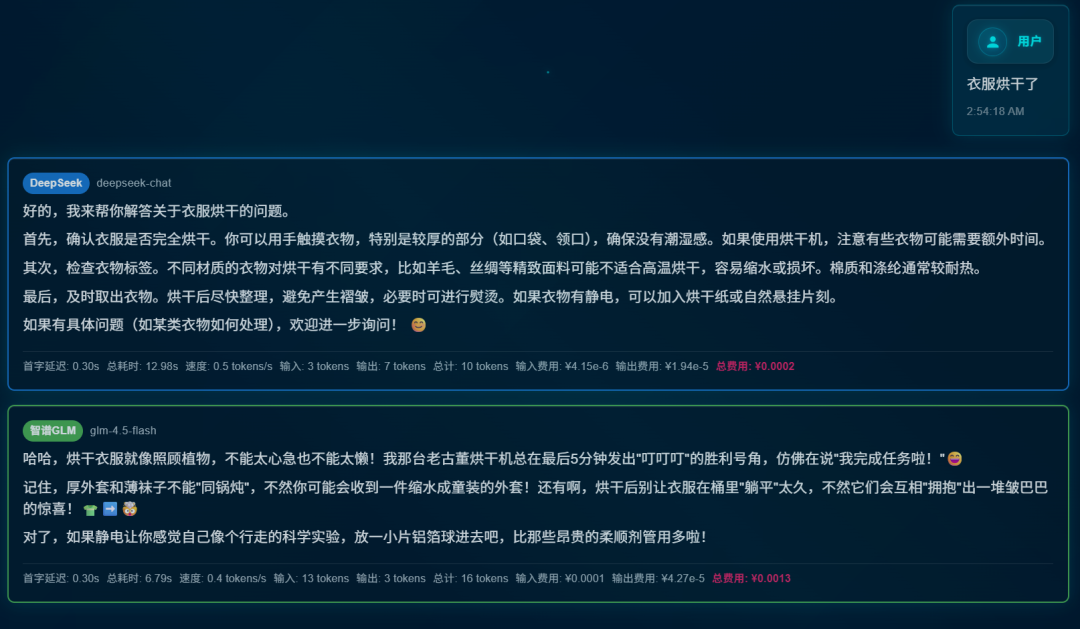 用户
衣服烘干了
2:54:18 AM
DeepSeek deepseek-chat
好的，我来帮你解答关于衣服烘干的问题。
首先，确认衣服是否完全烘干。你可以用手触摸衣物，特别是较厚的部分（如口袋、领口），确保没有潮湿感。如果使用烘干机，注意有些衣物可能需要额外时间。
其次，检查衣物标签。不同材质的衣物对烘干有不同要求，比如羊毛、丝绸等精致面料可能不适合高温烘干，容易缩水或损坏。棉质和涤纶通常较耐热。
最后，及时取出衣物。烘干后尽快整理，避免产生褶皱，必要时可进行熨烫。如果衣物有静电，可以加入烘干纸或自然悬挂片刻。
如果有具体问题（如某类衣物如何处理），欢迎进一步询问！ 😊
首字延迟: 0.30s 总耗时: 12.98s 速度: 0.5 tokens/s 输入: 3 tokens 输出: 7 tokens 总计: 10 tokens 输入费用: ¥4.15e-6 输出费用: ¥1.94e-5 总费用: ¥0.0002
智谱GLM glm-4.5-flash
哈哈，烘干衣服就像照顾植物，不能太心急也不能太懒！我那台老古董烘干机总在最后5分钟发出"叮叮叮"的胜利号角，仿佛在说"我完成任务啦！"😄
记住，厚外套和薄袜子不能"同锅炖"，不然你可能会收到一件缩水成童装的外套！还有啊，烘干后别让衣服在桶里"躺平"太久，不然它们会互相"拥抱"出一堆皱巴巴
的惊喜！ 👕➡️🤯
对了，如果静电让你感觉自己像个行走的科学实验，放一小片铝箔球进去吧，比那些昂贵的柔顺剂管用多啦！
首字延迟: 0.30s 总耗时: 6.79s 速度: 0.4 tokens/s 输入: 13 tokens 输出: 3 tokens 总计: 16 tokens 输入费用: ¥0.0001 输出费用: ¥4.27e-5 总费用: ¥0.0013